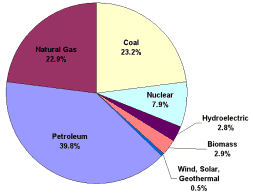 Natural Gas
22.9%
Coal
23.2%
Nuclear
7.9%
Hydroelectric
2.8%
Biomass
2.9%
Wind, Solar,
Geothermal
0.5%
Petroleum
39.8%